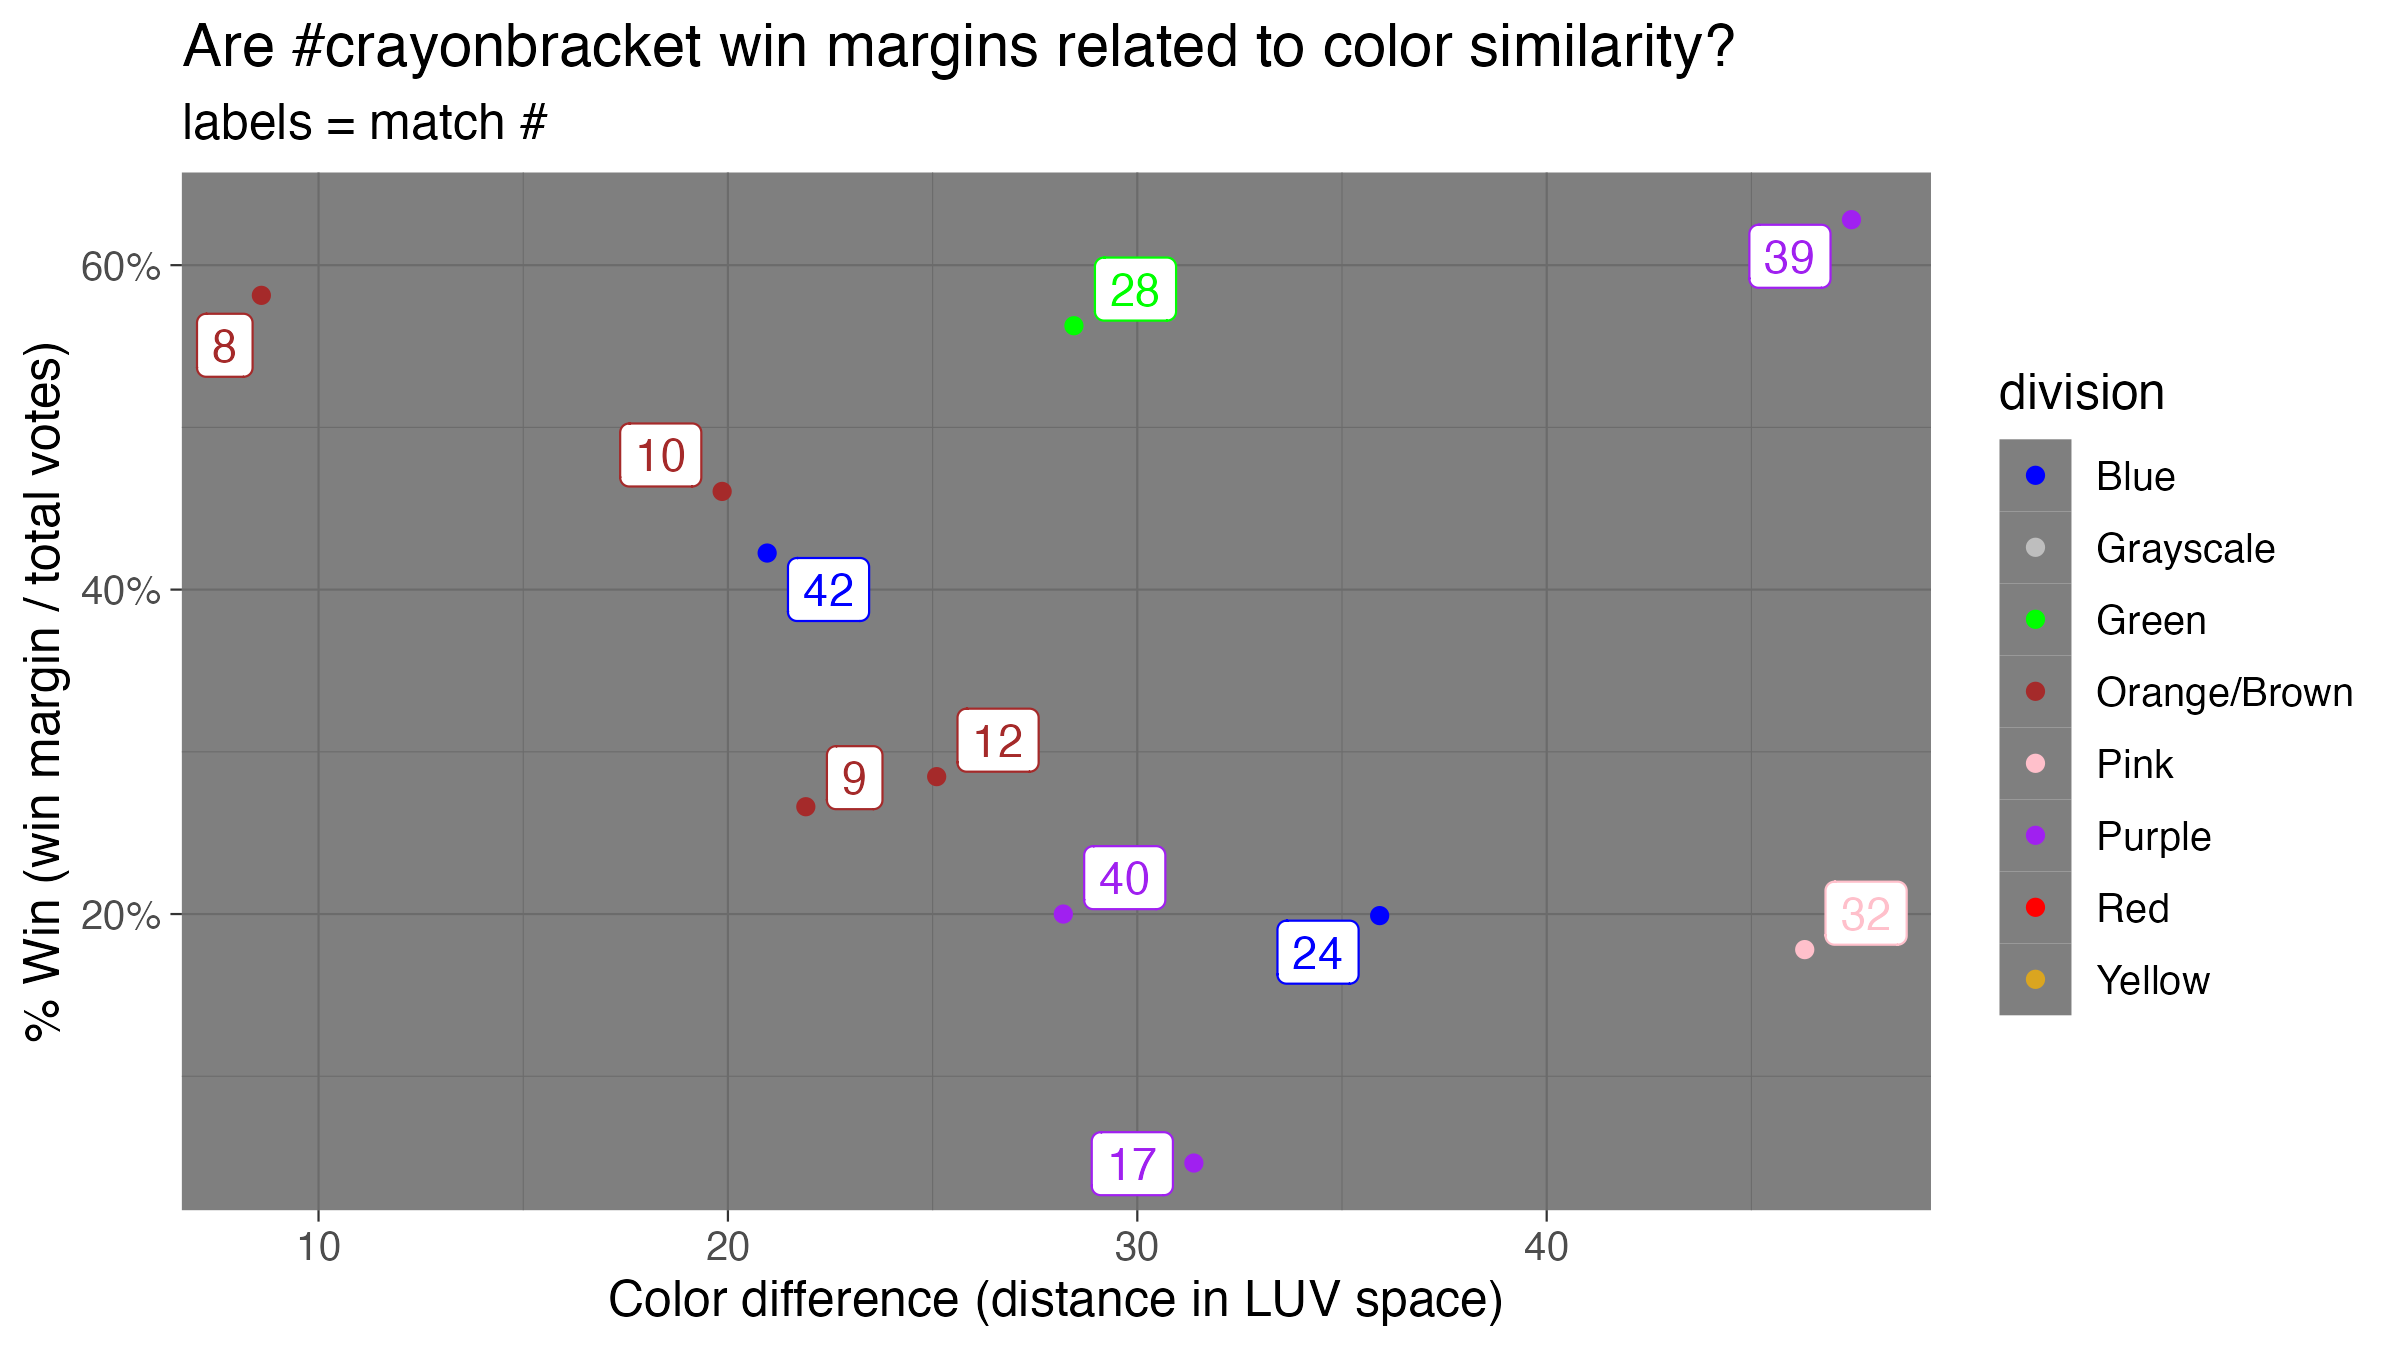 Are #crayonbracket win margins related to color similarity?
labels = match #
% Win (win margin / total votes)
60%
40%
20%
39
28
8
10
42
12
9
40
32
24
17
10
20
30
40
Color difference (distance in LUV space)
division
Blue
Grayscale
Green
Orange/Brown
Pink
Purple
Red
Yellow